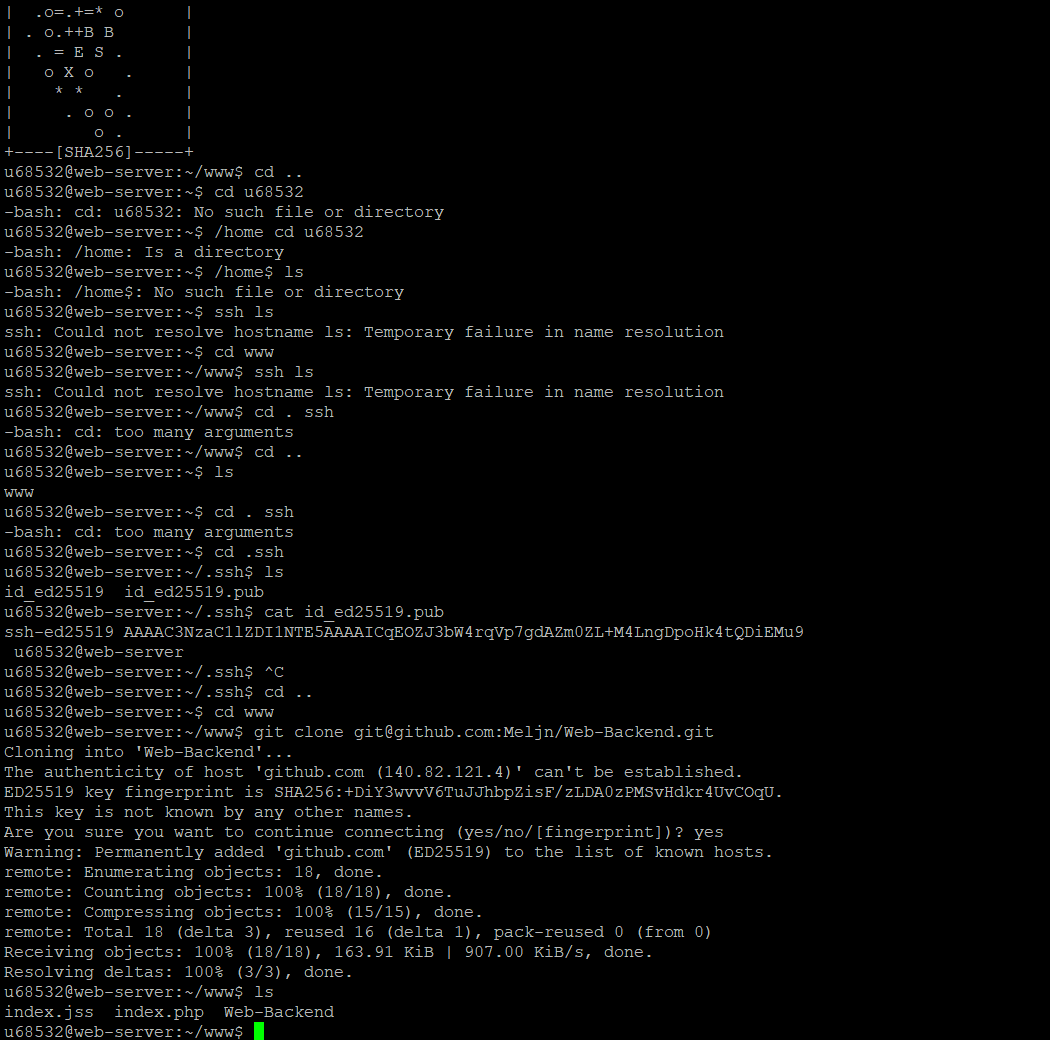 |  .o=.+=* o      |
| . o.++B B       |
|  . = E S .      |
|   o X o   .     |
|    * *   .      |
|     . o o .     |
|        o .      |
+----[SHA256]-----+
u68532@web-server:~/www$ cd ..
u68532@web-server:~$ cd u68532
-bash: cd: u68532: No such file or directory
u68532@web-server:~$ /home cd u68532
-bash: /home: Is a directory
u68532@web-server:~$ /home$ ls
-bash: /home$: No such file or directory
u68532@web-server:~$ ssh ls
ssh: Could not resolve hostname ls: Temporary failure in name resolution
u68532@web-server:~$ cd www
u68532@web-server:~/www$ ssh ls
ssh: Could not resolve hostname ls: Temporary failure in name resolution
u68532@web-server:~/www$ cd . ssh
-bash: cd: too many arguments
u68532@web-server:~/www$ cd ..
u68532@web-server:~$ ls
www
u68532@web-server:~$ cd . ssh
-bash: cd: too many arguments
u68532@web-server:~$ cd .ssh
u68532@web-server:~/.ssh$ ls
id_ed25519  id_ed25519.pub
u68532@web-server:~/.ssh$ cat id_ed25519.pub
ssh-ed25519 AAAAC3NzaC1lZDI1NTE5AAAAICqEOZJ3bW4rqVp7gdAZm0ZL+M4LngDpoHk4tQDiEMu9
 u68532@web-server
u68532@web-server:~/.ssh$ ^C
u68532@web-server:~/.ssh$ cd ..
u68532@web-server:~$ cd www
u68532@web-server:~/www$ git clone git@github.com:Meljn/Web-Backend.git
Cloning into 'Web-Backend'...
The authenticity of host 'github.com (140.82.121.4)' can't be established.
ED25519 key fingerprint is SHA256:+DiY3wvvV6TuJJhbpZisF/zLDA0zPMSvHdkr4UvCOqU.
This key is not known by any other names.
Are you sure you want to continue connecting (yes/no/[fingerprint])? yes
Warning: Permanently added 'github.com' (ED25519) to the list of known hosts.
remote: Enumerating objects: 18, done.
remote: Counting objects: 100% (18/18), done.
remote: Compressing objects: 100% (15/15), done.
remote: Total 18 (delta 3), reused 16 (delta 1), pack-reused 0 (from 0)
Receiving objects: 100% (18/18), 163.91 KiB | 907.00 KiB/s, done.
Resolving deltas: 100% (3/3), done.
u68532@web-server:~/www$ ls
index.jss  index.php  Web-Backend
u68532@web-server:~/www$